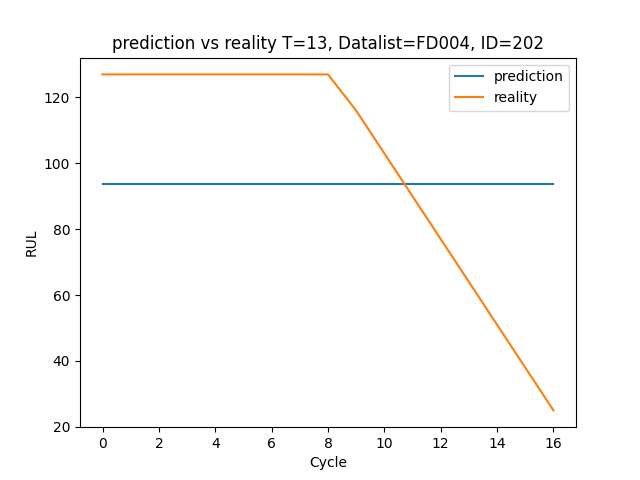 prediction vs reality T=13, Datalist=FD004, ID=202
prediction
reality
RUL
120
100
80
60
40
20
0 2 4 6 8 10 12 14 16
Cycle